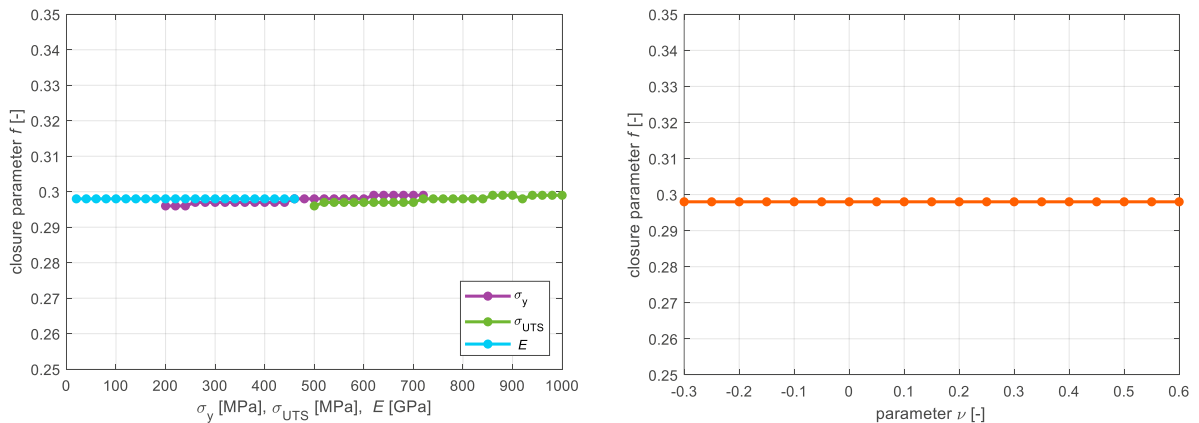 0.35
0.34
0.33
0.32
0.31
0.3
0.29
0.28
0.27
0.26
0.25
closure parameter f [-]
0 100 200 300 400 500 600 700 800 900 1000
σy [MPa], σUTS [MPa], E [GPa]
σy
σUTS
E
0.35
0.34
0.33
0.32
0.31
0.3
0.29
0.28
0.27
0.26
0.25
closure parameter f [-]
-0.3 -0.2 -0.1 0 0.1 0.2 0.3 0.4 0.5 0.6
parameter ν [-]